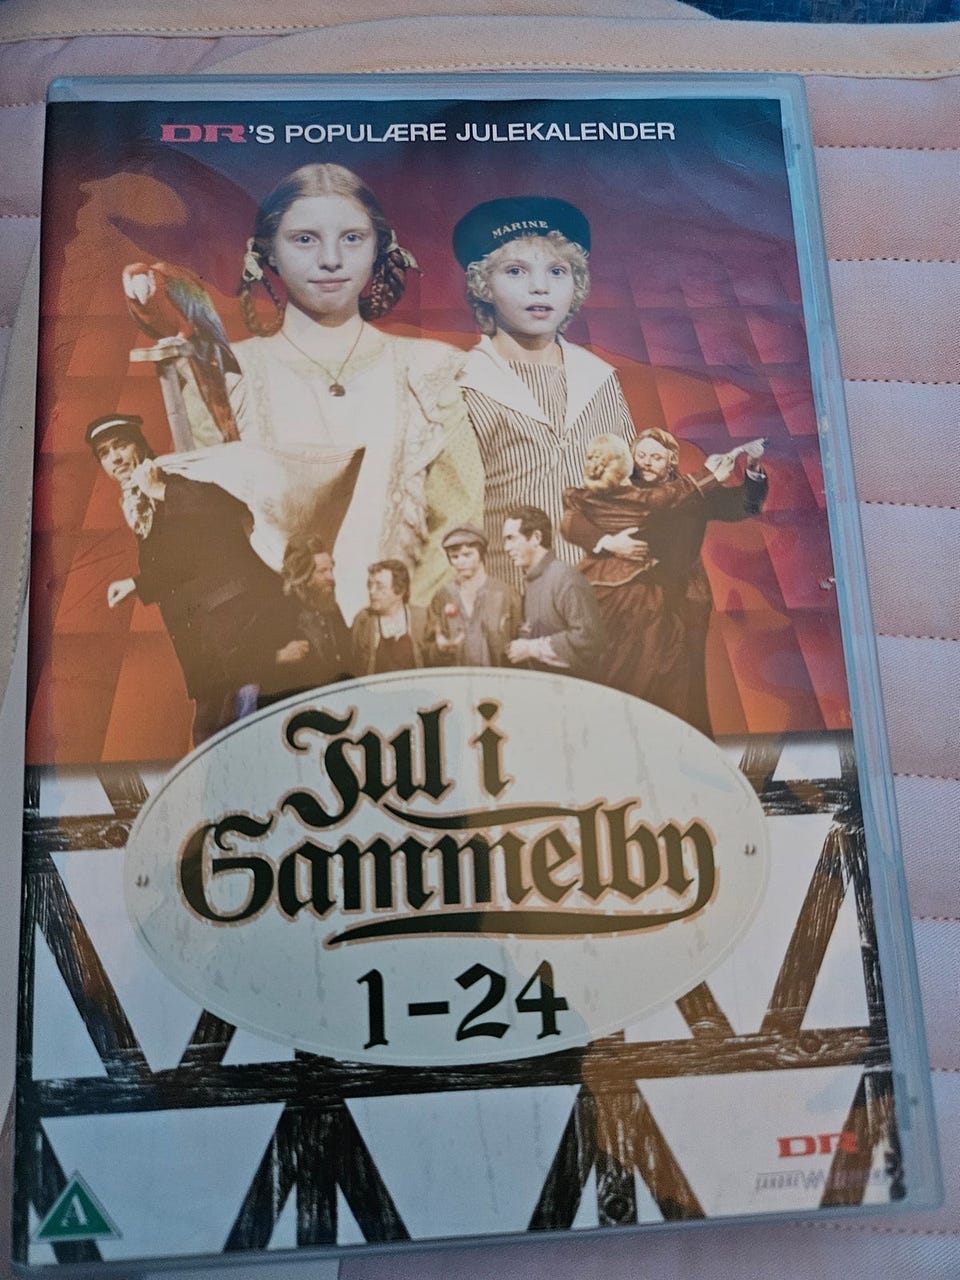 DR'S POPULÆRE JULEKALENDER
MARINE
Jul i
Gammelby
1-24
DR
A